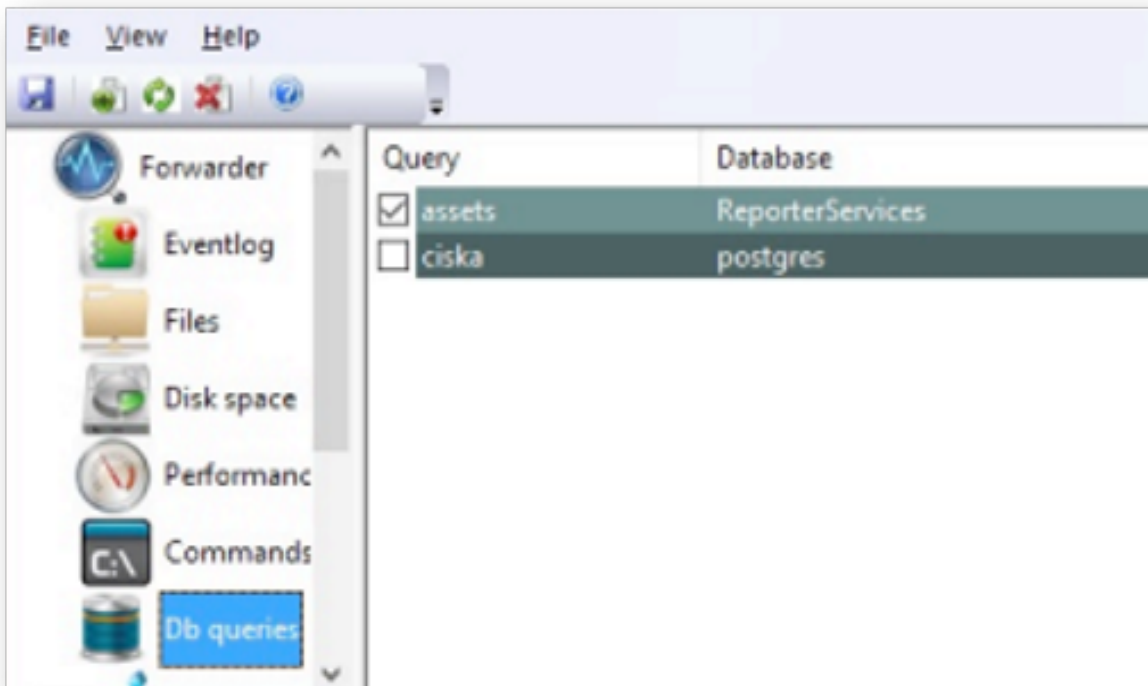 File View Help
Forwarder
Eventlog
Files
Disk space
Performanc
Commands
C:\
Db queries
Query Database
assets ReporterServices
ciska postgres